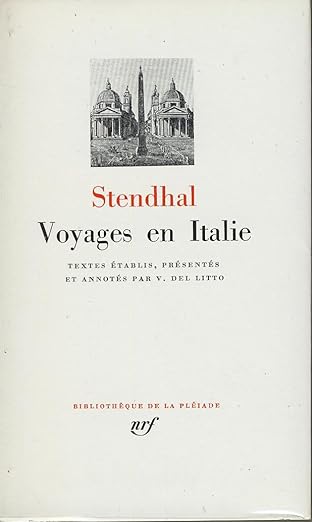 Stendhal
Voyages en Italie
TEXTES ÉTABLIS, PRÉSENTÉS
ET ANNOTÉS PAR V. DEL LITTO
BIBLIOTHÈQUE DE LA PLÉIADE
nrf